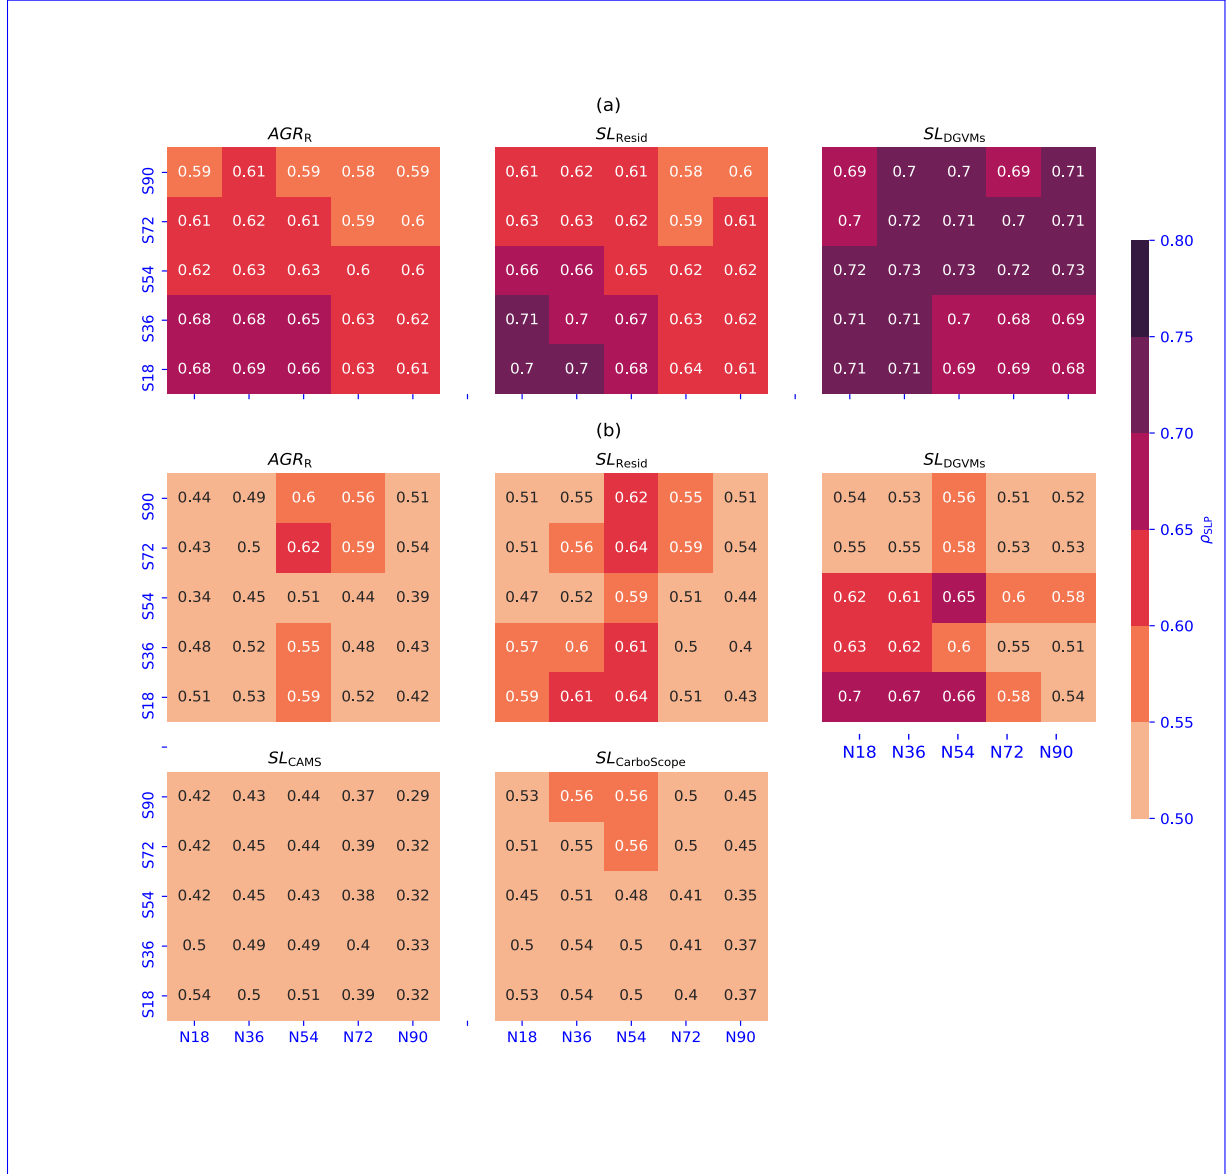 (a)
AGR_R SL_Resid SL_DGVMs
S90 0.59 0.61 0.59 0.58 0.59 0.61 0.62 0.61 0.58 0.6 0.69 0.7 0.7 0.69 0.71
S72 0.61 0.62 0.61 0.59 0.6 0.63 0.63 0.62 0.59 0.61 0.7 0.72 0.71 0.7 0.71
0.80
S54 0.62 0.63 0.63 0.6 0.6 0.66 0.66 0.65 0.62 0.62 0.72 0.73 0.73 0.72 0.73
S36 0.68 0.68 0.65 0.63 0.62 0.71 0.7 0.67 0.63 0.62 0.71 0.71 0.7 0.68 0.69
0.75
S18 0.68 0.69 0.66 0.63 0.61 0.7 0.7 0.68 0.64 0.61 0.71 0.71 0.69 0.69 0.68
(b)
0.70
AGR_R SL_Resid SL_DGVMs
S90 0.44 0.49 0.6 0.56 0.51 0.51 0.55 0.62 0.55 0.51 0.54 0.53 0.56 0.51 0.52
0.65
ρ_SLP
S72 0.43 0.5 0.62 0.59 0.54 0.51 0.56 0.64 0.59 0.54 0.55 0.55 0.58 0.53 0.53
S54 0.34 0.45 0.51 0.44 0.39 0.47 0.52 0.59 0.51 0.44 0.62 0.61 0.65 0.6 0.58
0.60
S36 0.48 0.52 0.55 0.48 0.43 0.57 0.6 0.61 0.5 0.4 0.63 0.62 0.6 0.55 0.51
S18 0.51 0.53 0.59 0.52 0.42 0.59 0.61 0.64 0.51 0.43 0.7 0.67 0.66 0.58 0.54
0.55
N18 N36 N54 N72 N90
SL_CAMS SL_CarboScope
S90 0.42 0.43 0.44 0.37 0.29 0.53 0.56 0.56 0.5 0.45
0.50
S72 0.42 0.45 0.44 0.39 0.32 0.51 0.55 0.56 0.5 0.45
S54 0.42 0.45 0.43 0.38 0.32 0.45 0.51 0.48 0.41 0.35
S36 0.5 0.49 0.49 0.4 0.33 0.5 0.54 0.5 0.41 0.37
S18 0.54 0.5 0.51 0.39 0.32 0.53 0.54 0.5 0.4 0.37
N18 N36 N54 N72 N90 N18 N36 N54 N72 N90